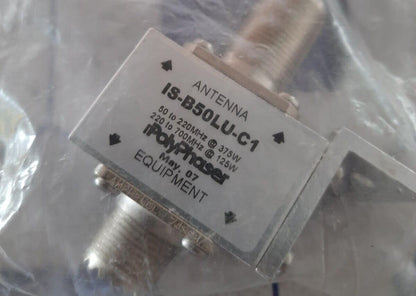 ANTENNA
IS-B50LU-C1
50 to 220MHz @ 375W
220 to 700MHz @ 125W
PolyPhaser
May, 07
EQUIPMENT